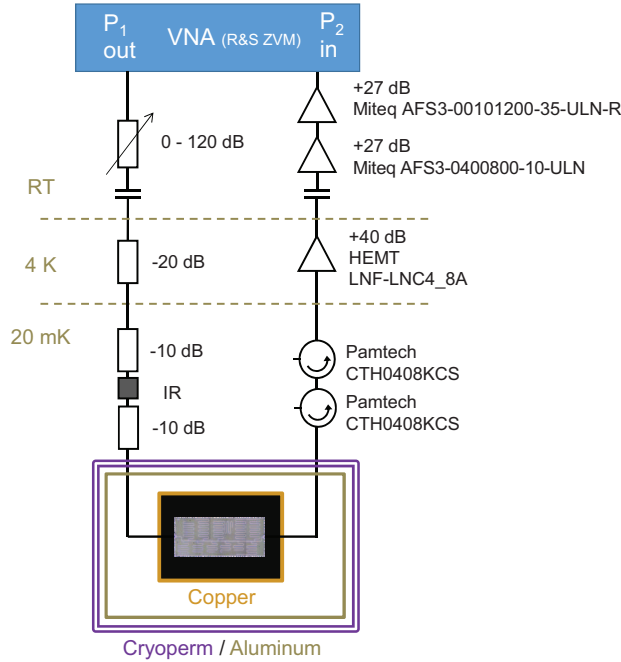 P1 out VNA (R&S ZVM) P2 in
+27 dB
Miteq AFS3-00101200-35-ULN-R
0 - 120 dB
+27 dB
Miteq AFS3-0400800-10-ULN
RT
4 K
-20 dB
+40 dB
HEMT
LNF-LNC4_8A
20 mK
-10 dB
Pamtech
CTH0408KCS
IR
-10 dB
Pamtech
CTH0408KCS
Copper
Cryoperm / Aluminum